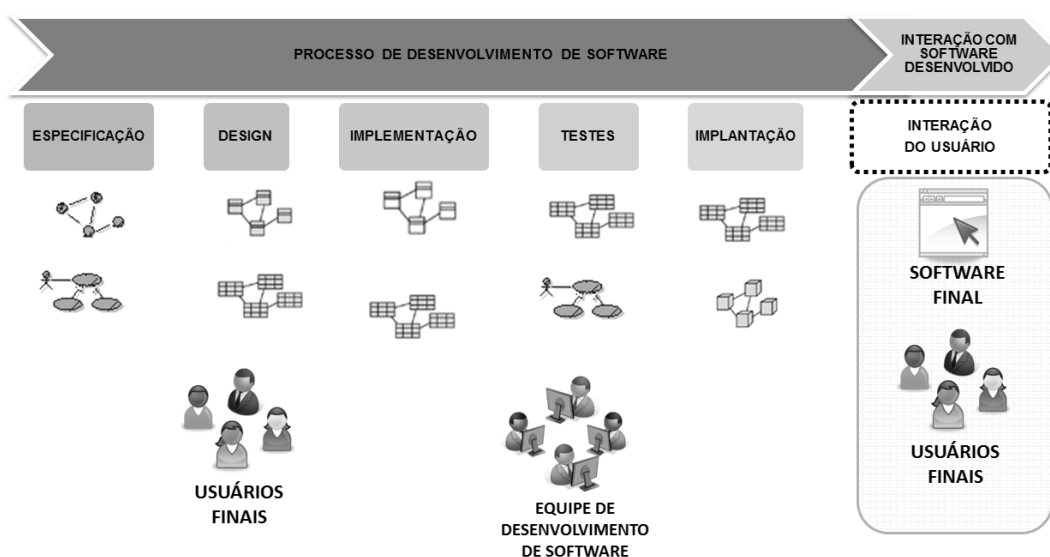 PROCESSO DE DESENVOLVIMENTO DE SOFTWARE
INTERAÇÃO COM
SOFTWARE
DESENVOLVIDO
ESPECIFICAÇÃO
DESIGN
IMPLEMENTAÇÃO
TESTES
IMPLANTAÇÃO
INTERAÇÃO
DO USUÁRIO
SOFTWARE
FINAL
USUÁRIOS
FINAIS
EQUIPE DE
DESENVOLVIMENTO
DE SOFTWARE
USUÁRIOS
FINAIS